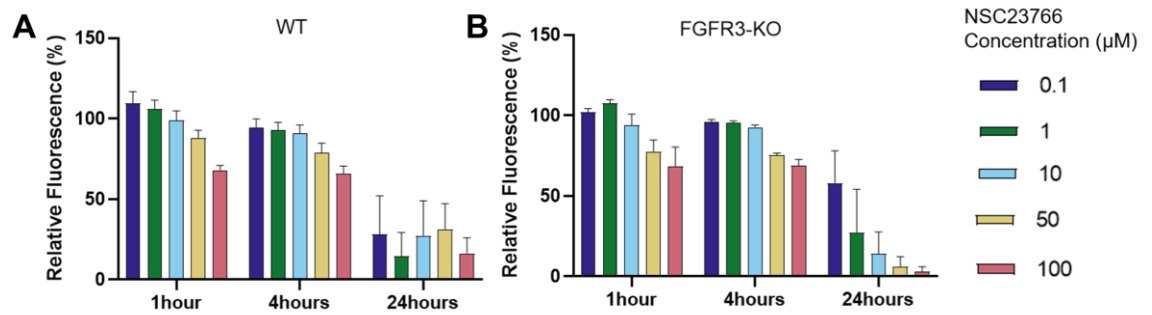 A
WT
Relative Fluorescence (%)
150
100
50
0
1hour
4hours
24hours
B
FGFR3-KO
Relative Fluorescence (%)
150
100
50
0
1hour
4hours
24hours
NSC23766
Concentration (µM)
0.1
1
10
50
100